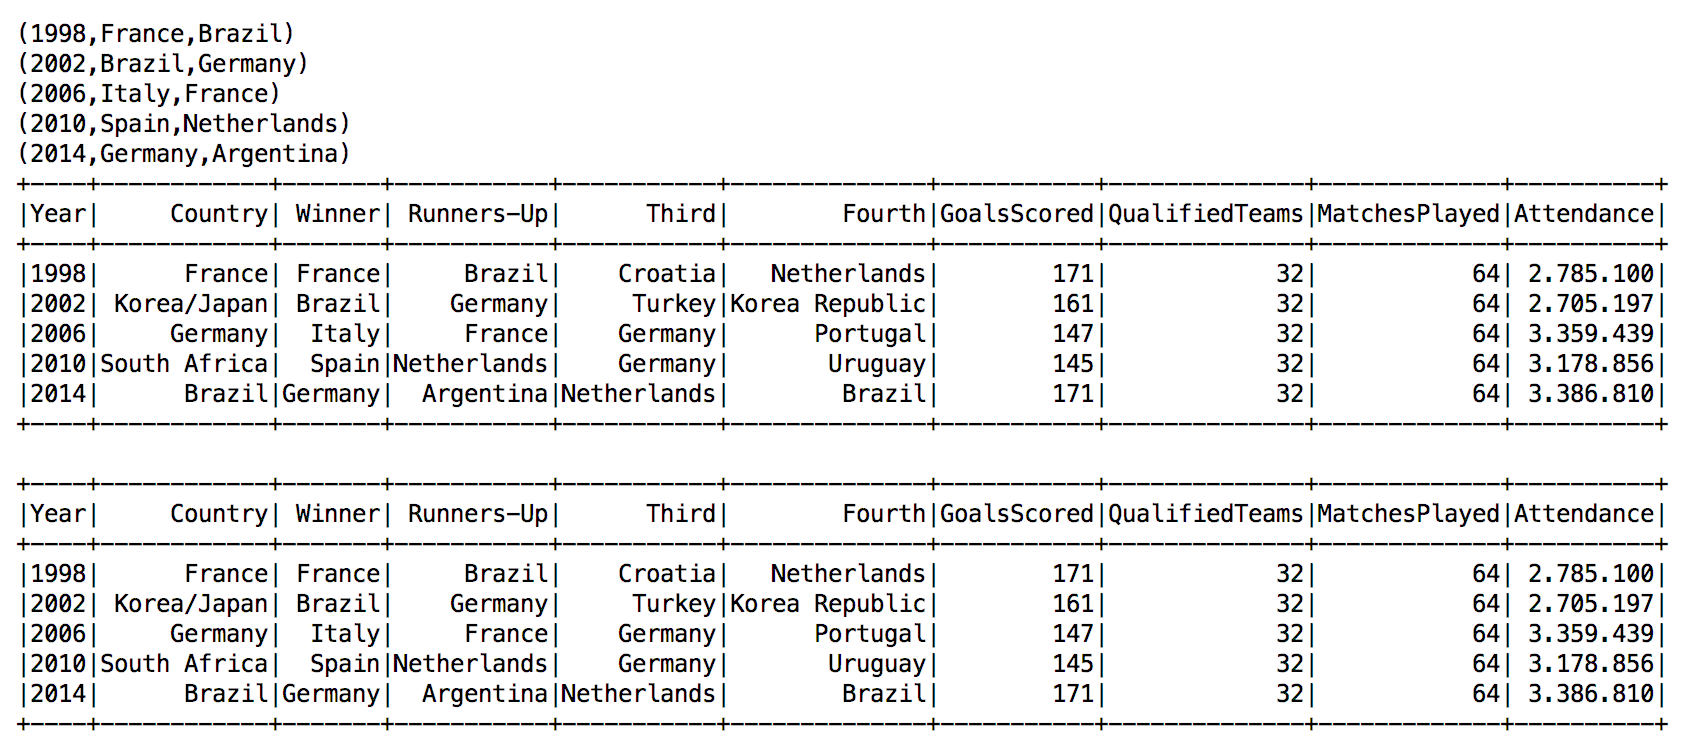 (1998,France,Brazil)
(2002,Brazil,Germany)
(2006,Italy,France)
(2010,Spain,Netherlands)
(2014,Germany,Argentina)
+----+------------+-------+-----------+-----------+--------------+-----------+--------------+-------------+----------+
|Year|     Country| Winner| Runners-Up|      Third|        Fourth|GoalsScored|QualifiedTeams|MatchesPlayed|Attendance|
+----+------------+-------+-----------+-----------+--------------+-----------+--------------+-------------+----------+
|1998|      France| France|     Brazil|    Croatia|   Netherlands|        171|            32|           64| 2.785.100|
|2002| Korea/Japan| Brazil|    Germany|     Turkey|Korea Republic|        161|            32|           64| 2.705.197|
|2006|     Germany|  Italy|     France|    Germany|      Portugal|        147|            32|           64| 3.359.439|
|2010|South Africa|  Spain|Netherlands|    Germany|       Uruguay|        145|            32|           64| 3.178.856|
|2014|      Brazil|Germany|  Argentina|Netherlands|        Brazil|        171|            32|           64| 3.386.810|
+----+------------+-------+-----------+-----------+--------------+-----------+--------------+-------------+----------+

+----+------------+-------+-----------+-----------+--------------+-----------+--------------+-------------+----------+
|Year|     Country| Winner| Runners-Up|      Third|        Fourth|GoalsScored|QualifiedTeams|MatchesPlayed|Attendance|
+----+------------+-------+-----------+-----------+--------------+-----------+--------------+-------------+----------+
|1998|      France| France|     Brazil|    Croatia|   Netherlands|        171|            32|           64| 2.785.100|
|2002| Korea/Japan| Brazil|    Germany|     Turkey|Korea Republic|        161|            32|           64| 2.705.197|
|2006|     Germany|  Italy|     France|    Germany|      Portugal|        147|            32|           64| 3.359.439|
|2010|South Africa|  Spain|Netherlands|    Germany|       Uruguay|        145|            32|           64| 3.178.856|
|2014|      Brazil|Germany|  Argentina|Netherlands|        Brazil|        171|            32|           64| 3.386.810|
+----+------------+-------+-----------+-----------+--------------+-----------+--------------+-------------+----------+